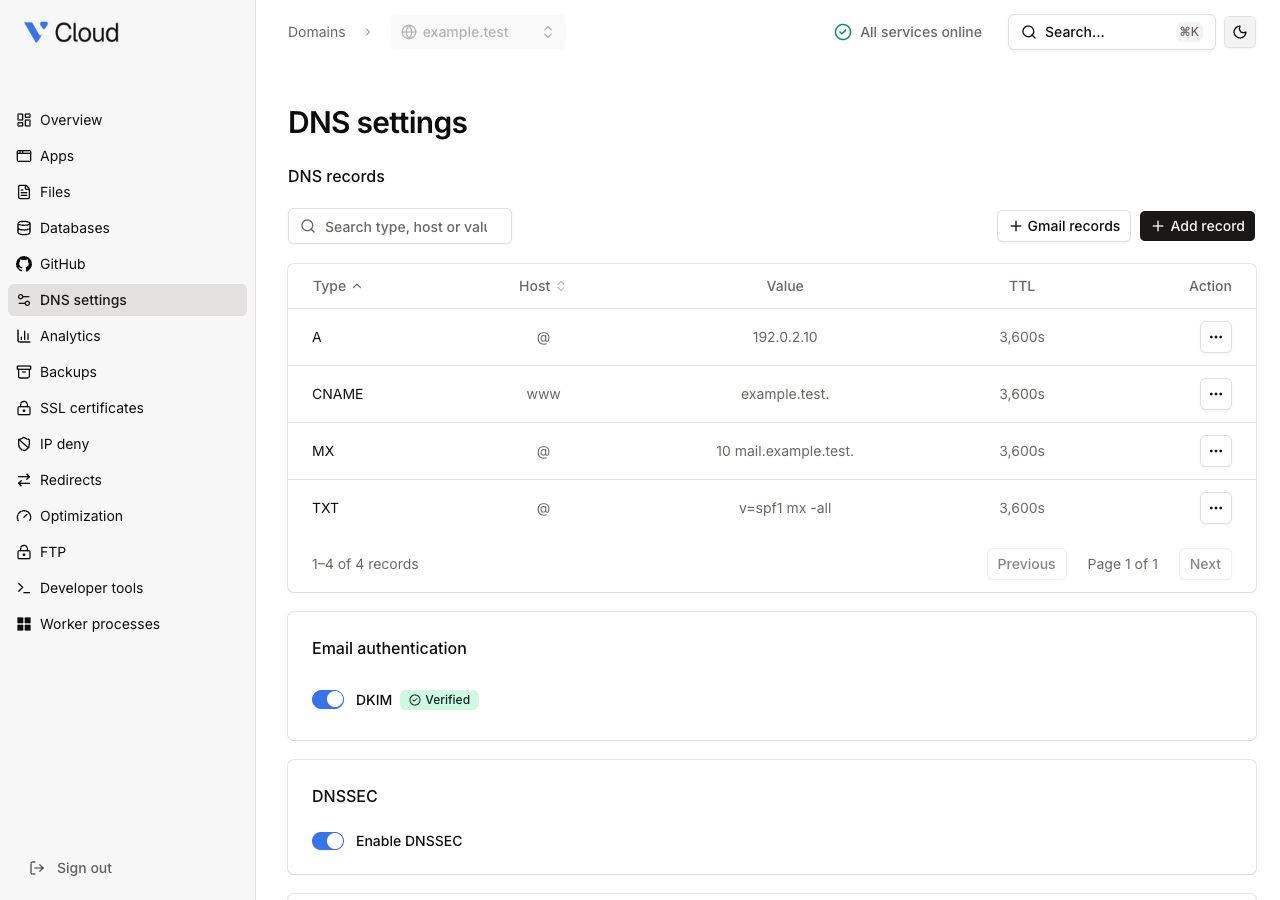 Cloud
Domains
example.test
All services online
Search...
⌘K
Overview
Apps
Files
Databases
GitHub
DNS settings
Analytics
Backups
SSL certificates
IP deny
Redirects
Optimization
FTP
Developer tools
Worker processes
Sign out
DNS settings
DNS records
Search type, host or valu
Gmail records
Add record
Type Host Value TTL Action
A @ 192.0.2.10 3,600s
CNAME www example.test. 3,600s
MX @ 10 mail.example.test. 3,600s
TXT @ v=spf1 mx -all 3,600s
1–4 of 4 records
Previous Page 1 of 1 Next
Email authentication
DKIM Verified
DNSSEC
Enable DNSSEC